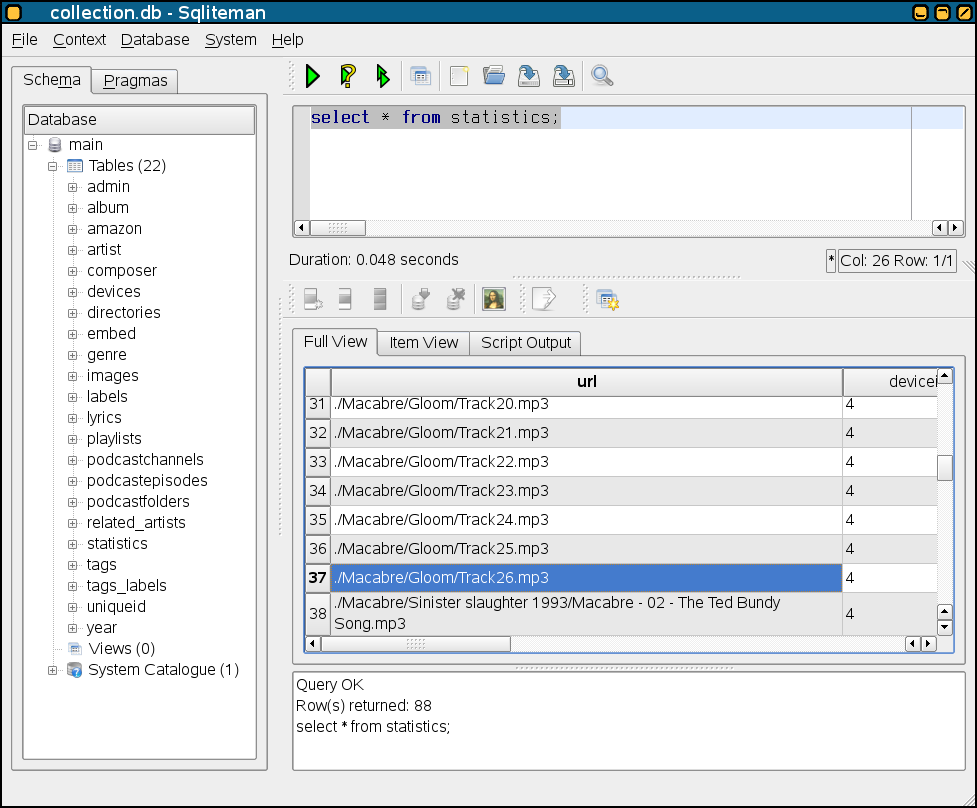 collection.db - Sqliteman
File Context Database System Help
Schema Pragmas
Database
main
Tables (22)
admin
album
amazon
artist
composer
devices
directories
embed
genre
images
labels
lyrics
playlists
podcastchannels
podcastepisodes
podcastfolders
related_artists
statistics
tags
tags_labels
uniqueid
year
Views (0)
System Catalogue (1)
select * from statistics;
Duration: 0.048 seconds
* Col: 26 Row: 1/1
Full View Item View Script Output
url devicei
31 ./Macabre/Gloom/Track20.mp3 4
32 ./Macabre/Gloom/Track21.mp3 4
33 ./Macabre/Gloom/Track22.mp3 4
34 ./Macabre/Gloom/Track23.mp3 4
35 ./Macabre/Gloom/Track24.mp3 4
36 ./Macabre/Gloom/Track25.mp3 4
37 ./Macabre/Gloom/Track26.mp3 4
38 ./Macabre/Sinister slaughter 1993/Macabre - 02 - The Ted Bundy
Song.mp3 4
Query OK
Row(s) returned: 88
select * from statistics;